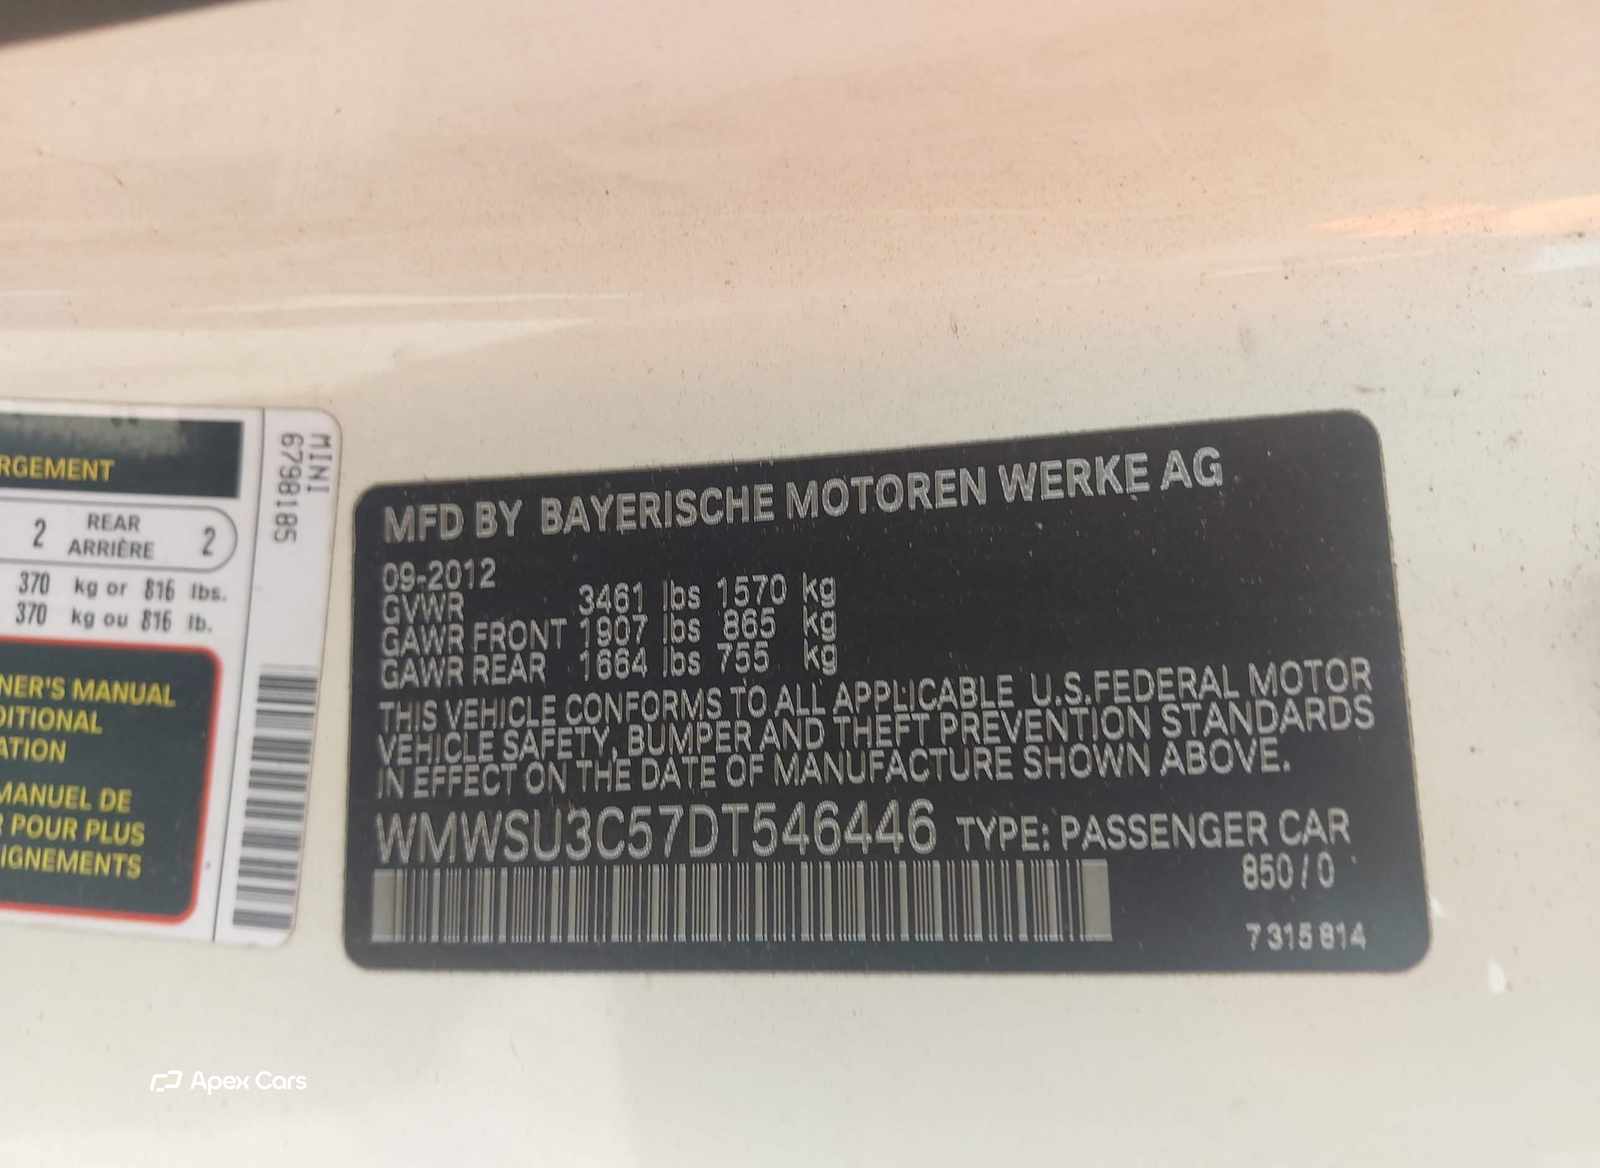 RGEMENT
2 REAR ARRIÈRE 2
370 kg or 816 lbs.
370 kg ou 816 lb.
NER'S MANUAL
DITIONAL
ATION
MANUEL DE
R POUR PLUS
IGNEMENTS
MINI
6798185
MFD BY BAYERISCHE MOTOREN WERKE AG
09-2012
GVWR 3461 lbs 1570 kg
GAWR FRONT 1907 lbs 865 kg
GAWR REAR 1664 lbs 755 kg
THIS VEHICLE CONFORMS TO ALL APPLICABLE U.S.FEDERAL MOTOR
VEHICLE SAFETY, BUMPER AND THEFT PREVENTION STANDARDS
IN EFFECT ON THE DATE OF MANUFACTURE SHOWN ABOVE.
WMWSU3C57DT546446 TYPE: PASSENGER CAR
850/0
7315814
Apex Cars